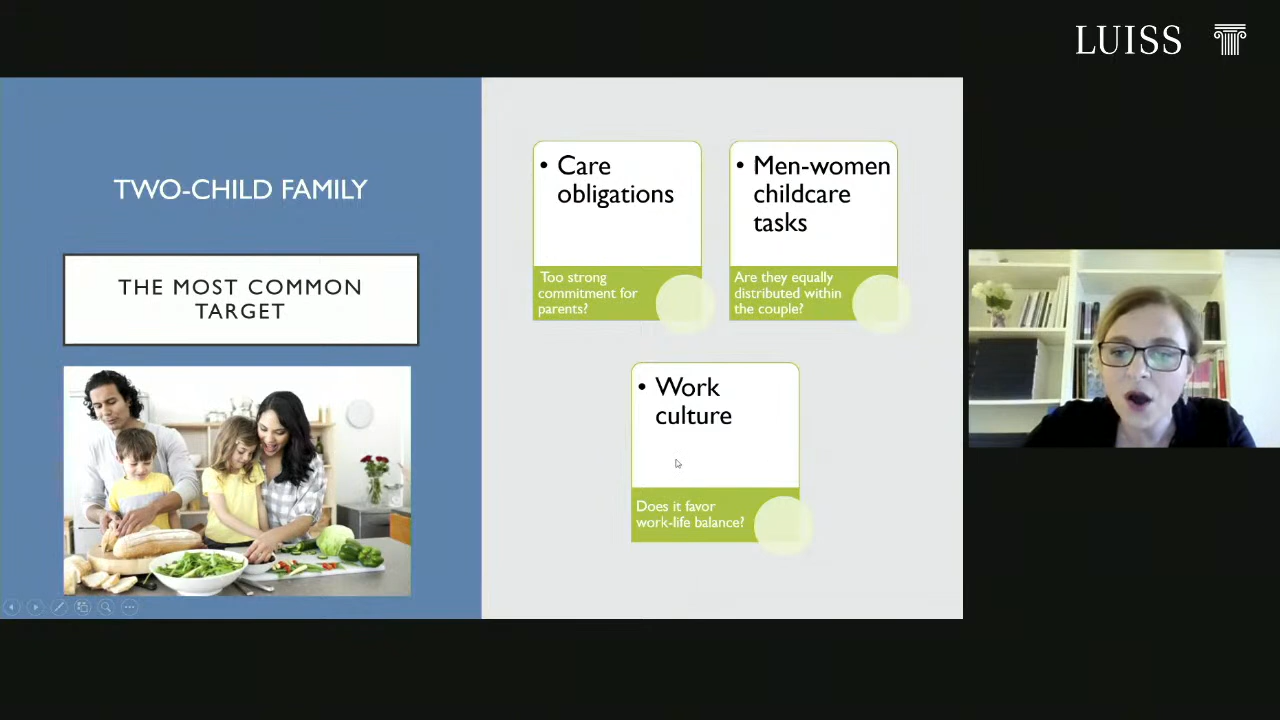 LUISS
TWO-CHILD FAMILY
THE MOST COMMON
TARGET
• Care
obligations
Too strong
commitment for
parents?
• Men-women
childcare
tasks
Are they equally
distributed within
the couple?
• Work
culture
Does it favor
work-life balance?